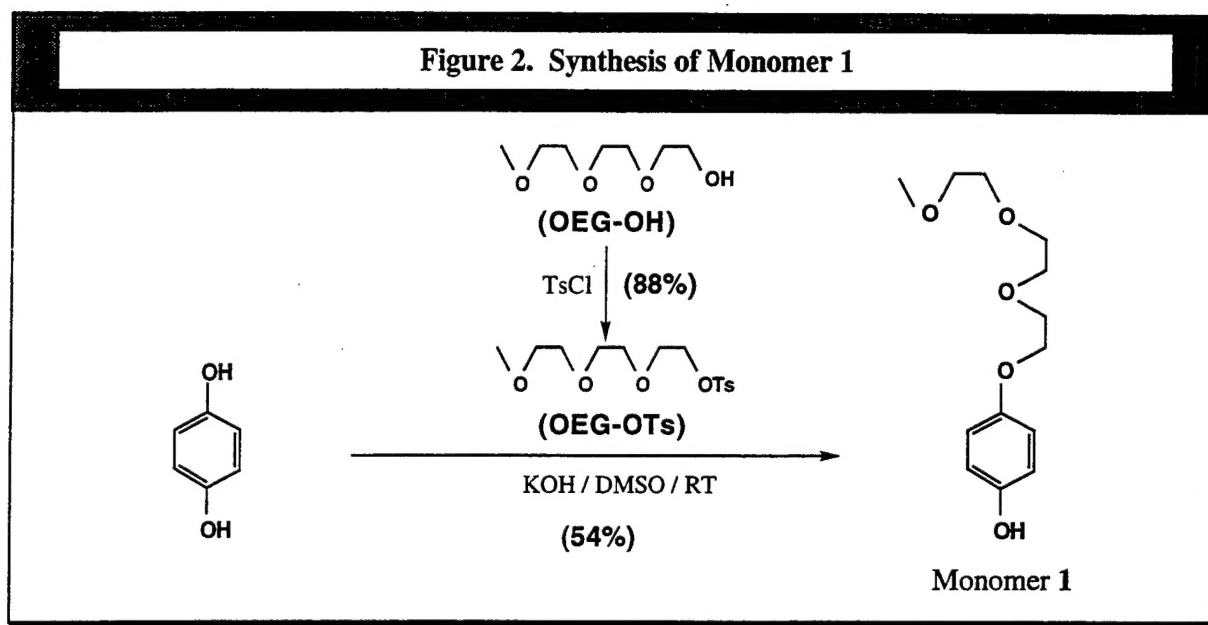 Figure 2. Synthesis of Monomer 1
O O O OH
(OEG-OH)
TsCl (88%)
O O O OTs
(OEG-OTs)
KOH / DMSO / RT
(54%)
OH
OH
O
O
O
O
OH
Monomer 1